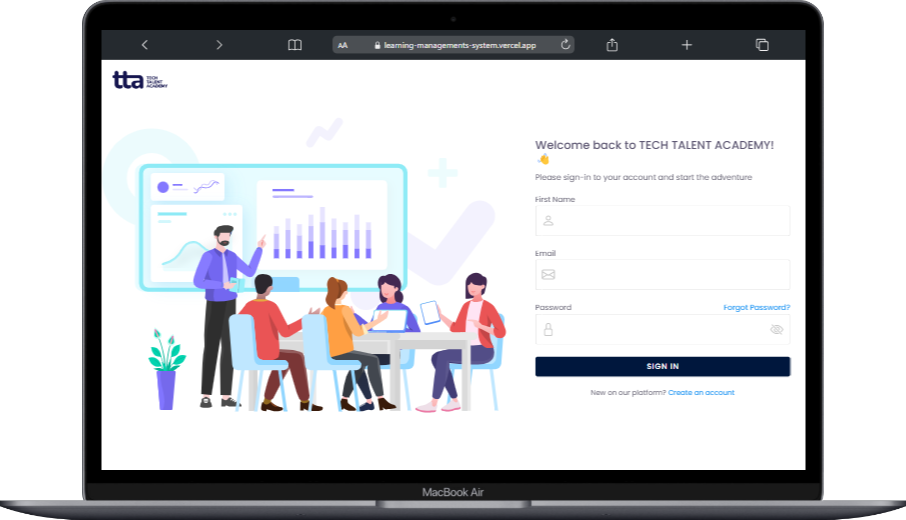 AA learning-managements-system.vercel.app
tta TECH
TALENT
ACADEMY
Welcome back to TECH TALENT ACADEMY!
👋
Please sign-in to your account and start the adventure
First Name
Email
Password Forgot Password?
SIGN IN
New on our platform? Create an account
MacBook Air